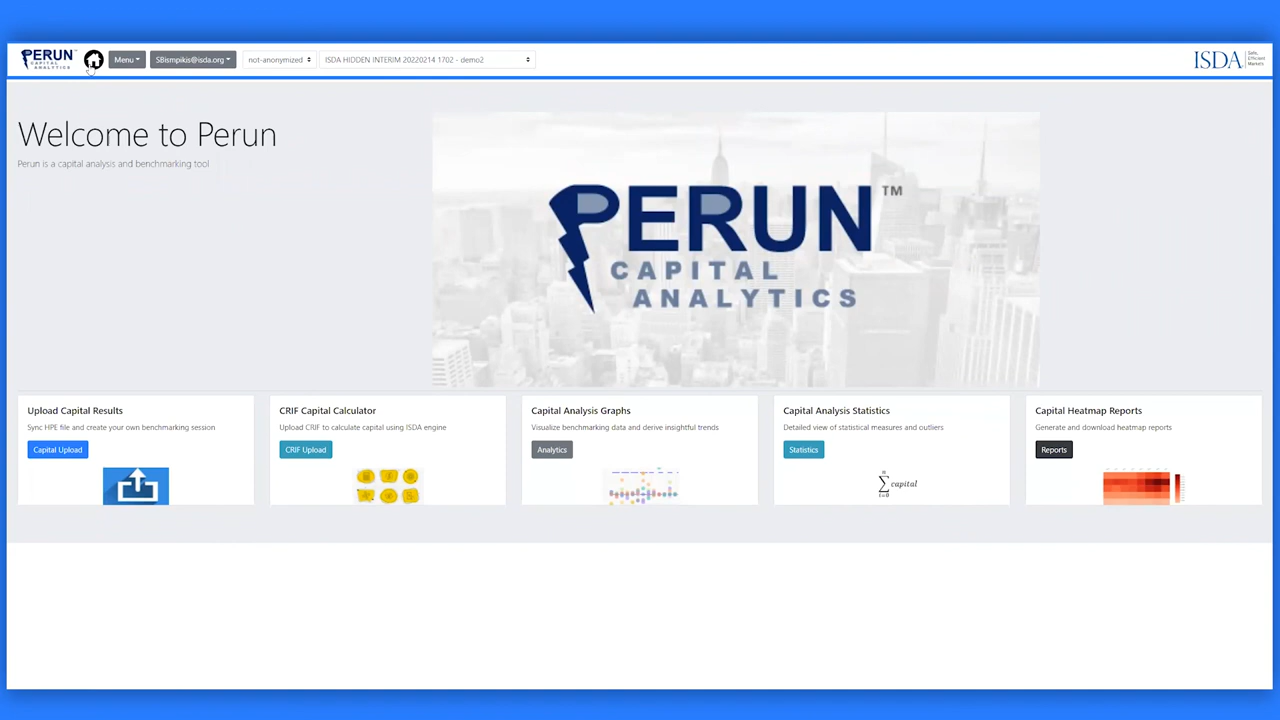 PERUN
CAPITAL
ANALYTICS
Menu
SBismpikis@isda.org
not-anonymized
ISDA HIDDEN INTERIM 20220214 1702 - demo2
ISDA
Safe,
Efficient
Markets
Welcome to Perun
Perun is a capital analysis and benchmarking tool
PERUN™
CAPITAL
ANALYTICS
Upload Capital Results
Sync HPE file and create your own benchmarking session
Capital Upload
CRIF Capital Calculator
Upload CRIF to calculate capital using ISDA engine
CRIF Upload
Capital Analysis Graphs
Visualize benchmarking data and derive insightful trends
Analytics
Capital Analysis Statistics
Detailed view of statistical measures and outliers
Statistics
n
∑ capital
i=0
Capital Heatmap Reports
Generate and download heatmap reports
Reports